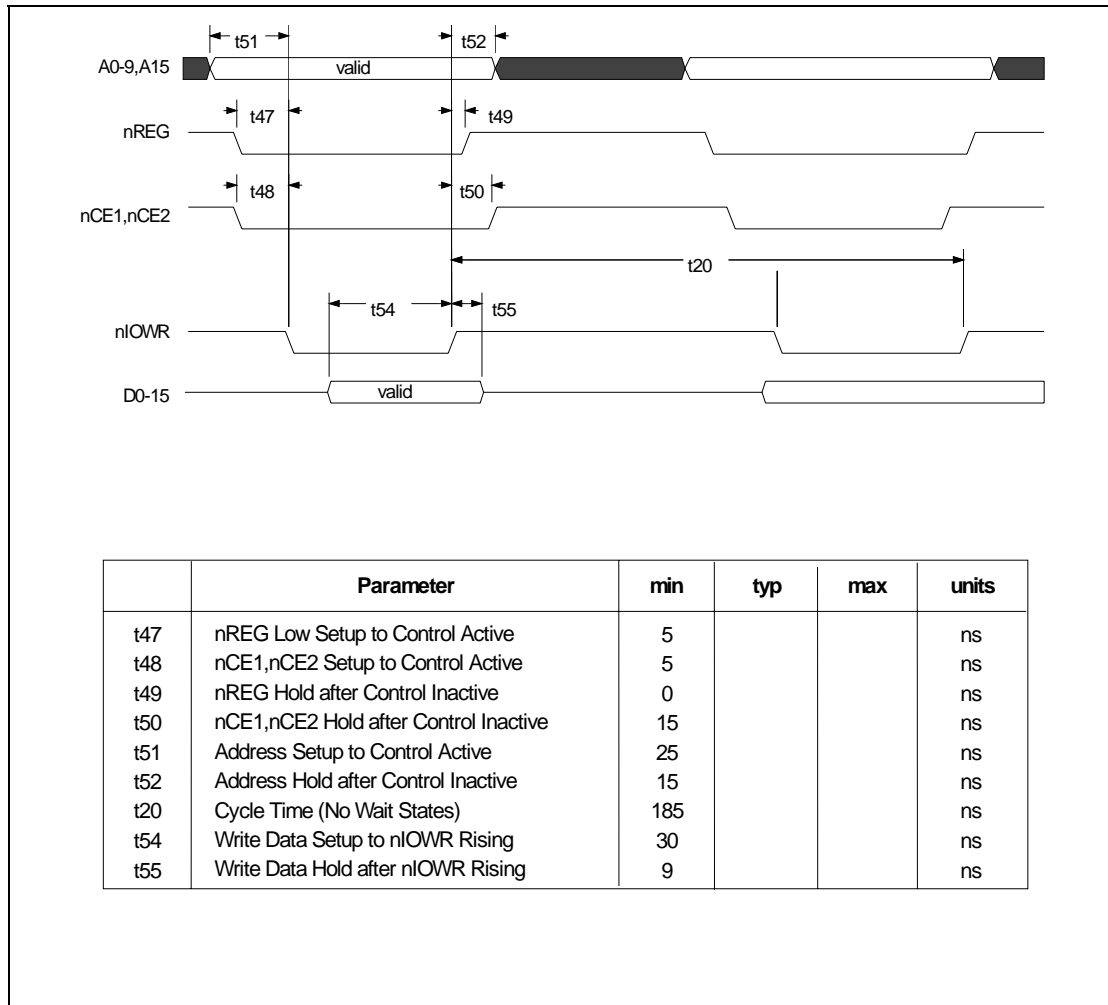 t51
t52
A0-9,A15
valid
t47
t49
nREG
t48
t50
nCE1,nCE2
t20
t54
t55
nIOWR
D0-15
valid
Parameter min typ max units
t47 nREG Low Setup to Control Active 5 ns
t48 nCE1,nCE2 Setup to Control Active 5 ns
t49 nREG Hold after Control Inactive 0 ns
t50 nCE1,nCE2 Hold after Control Inactive 15 ns
t51 Address Setup to Control Active 25 ns
t52 Address Hold after Control Inactive 15 ns
t20 Cycle Time (No Wait States) 185 ns
t54 Write Data Setup to nIOWR Rising 30 ns
t55 Write Data Hold after nIOWR Rising 9 ns